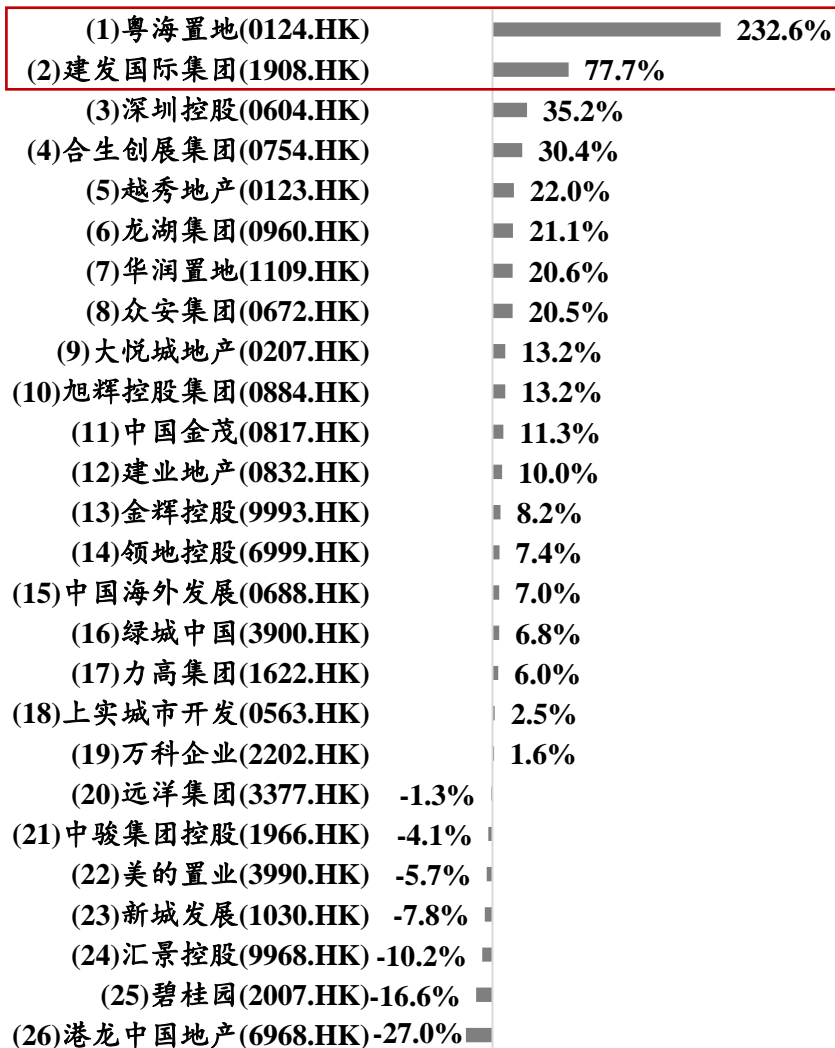 (1)粤海置地(0124.HK) 232.6%
(2)建发国际集团(1908.HK) 77.7%
(3)深圳控股(0604.HK) 35.2%
(4)合生创展集团(0754.HK) 30.4%
(5)越秀地产(0123.HK) 22.0%
(6)龙湖集团(0960.HK) 21.1%
(7)华润置地(1109.HK) 20.6%
(8)众安集团(0672.HK) 20.5%
(9)大悦城地产(0207.HK) 13.2%
(10)旭辉控股集团(0884.HK) 13.2%
(11)中国金茂(0817.HK) 11.3%
(12)建业地产(0832.HK) 10.0%
(13)金辉控股(9993.HK) 8.2%
(14)领地控股(6999.HK) 7.4%
(15)中国海外发展(0688.HK) 7.0%
(16)绿城中国(3900.HK) 6.8%
(17)力高集团(1622.HK) 6.0%
(18)上实城市开发(0563.HK) 2.5%
(19)万科企业(2202.HK) 1.6%
(20)远洋集团(3377.HK) -1.3%
(21)中骏集团控股(1966.HK) -4.1%
(22)美的置业(3990.HK) -5.7%
(23)新城发展(1030.HK) -7.8%
(24)汇景控股(9968.HK) -10.2%
(25)碧桂园(2007.HK) -16.6%
(26)港龙中国地产(6968.HK) -27.0%